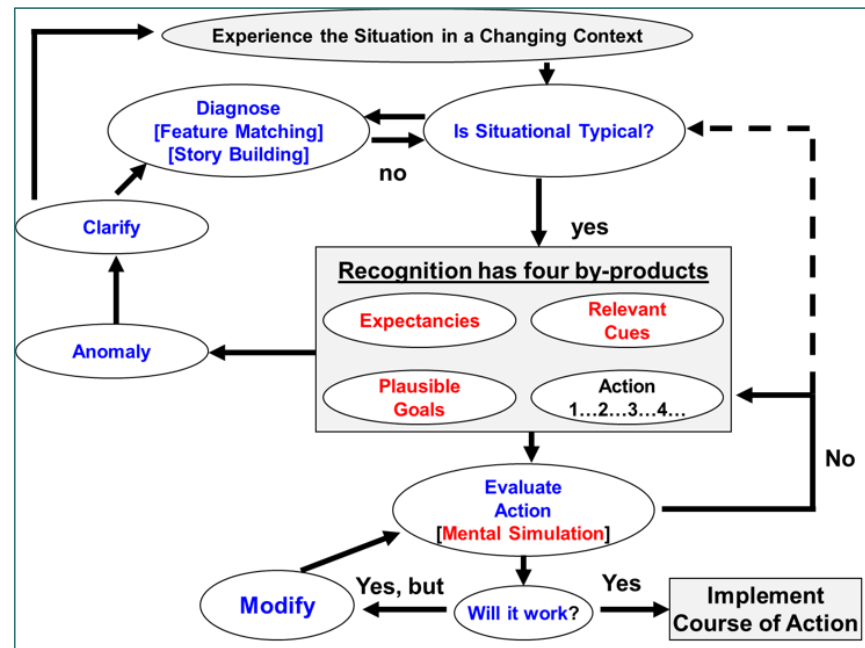 Experience the Situation in a Changing Context
Diagnose
[Feature Matching]
[Story Building]
Is Situational Typical?
no
yes
Clarify
Recognition has four by-products
Expectancies
Relevant
Cues
Anomaly
Plausible
Goals
Action
1...2...3...4...
No
Evaluate
Action
[Mental Simulation]
Modify
Yes, but
Will it work?
Yes
Implement
Course of Action